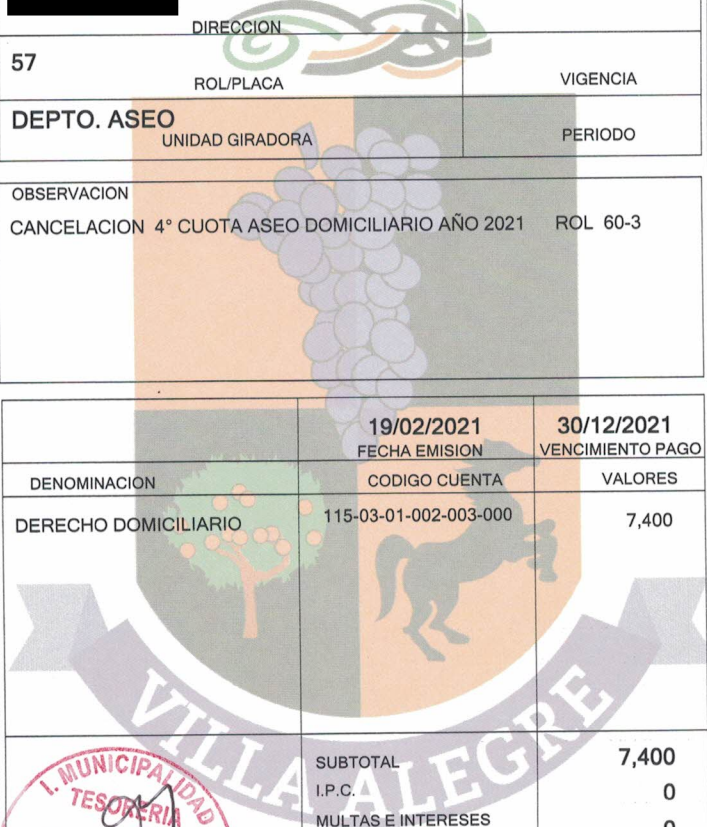 DIRECCION
57
ROL/PLACA
VIGENCIA
DEPTO. ASEO
UNIDAD GIRADORA
PERIODO
OBSERVACION
CANCELACION 4° CUOTA ASEO DOMICILIARIO AÑO 2021 ROL 60-3
19/02/2021 30/12/2021
FECHA EMISION VENCIMIENTO PAGO
DENOMINACION CODIGO CUENTA VALORES
DERECHO DOMICILIARIO 115-03-01-002-003-000 7,400
VILLA ALEGRE
SUBTOTAL 7,400
I.P.C. 0
MULTAS E INTERESES 0
I. MUNICIPALIDAD
TESORERIA